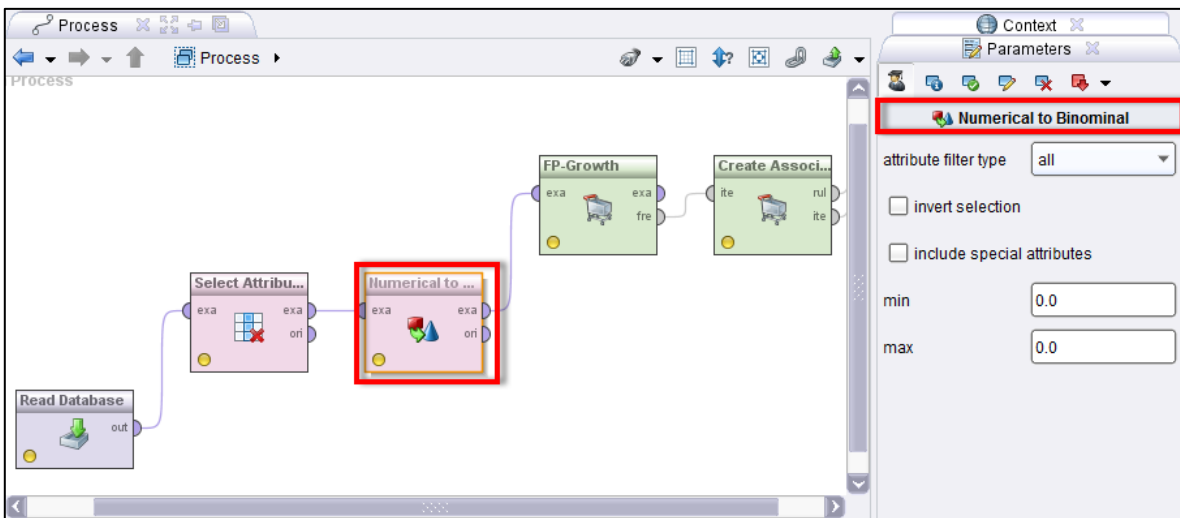 Process
Process
Process
FP-Growth
exa exa
fre
Create Associ...
ite rul
ite
Select Attribu...
exa exa
ori
Numerical to ...
exa exa
ori
Read Database
out
Context
Parameters
Numerical to Binominal
attribute filter type all
invert selection
include special attributes
min 0.0
max 0.0